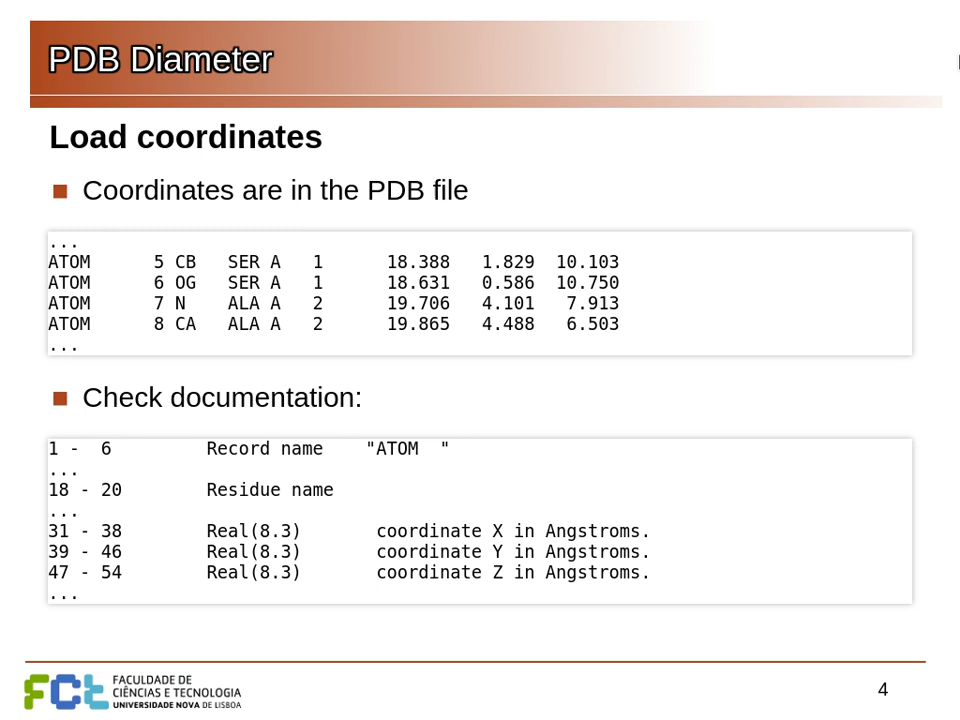 PDB Diameter
Load coordinates
Coordinates are in the PDB file
...
ATOM      5 CB   SER A   1      18.388   1.829  10.103
ATOM      6 OG   SER A   1      18.631   0.586  10.750
ATOM      7 N    ALA A   2      19.706   4.101   7.913
ATOM      8 CA   ALA A   2      19.865   4.488   6.503
...
Check documentation:
1 -  6         Record name    "ATOM  "
...
18 - 20        Residue name
...
31 - 38        Real(8.3)       coordinate X in Angstroms.
39 - 46        Real(8.3)       coordinate Y in Angstroms.
47 - 54        Real(8.3)       coordinate Z in Angstroms.
...
FCt
FACULDADE DE
CIÊNCIAS E TECNOLOGIA
UNIVERSIDADE NOVA DE LISBOA
4